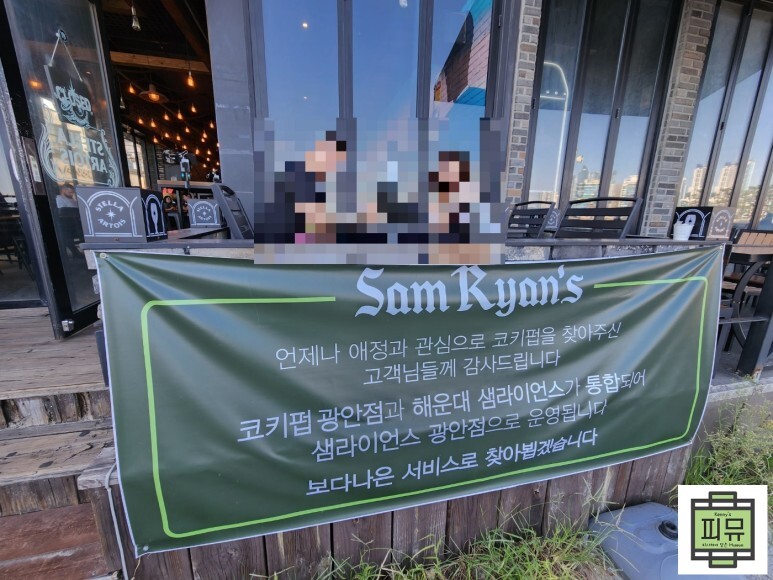 STELLA
ARTOIS
STELLA
ARTOIS
Sam Ryan's
언제나 애정과 관심으로 코키펍을 찾아주신
고객님들께 감사드립니다
코키펍 광안점과 해운대 샘라이언스가 통합되어
샘라이언스 광안점으로 운영됩니다
보다나은 서비스로 찾아뵙겠습니다
Kenny's
피뮤